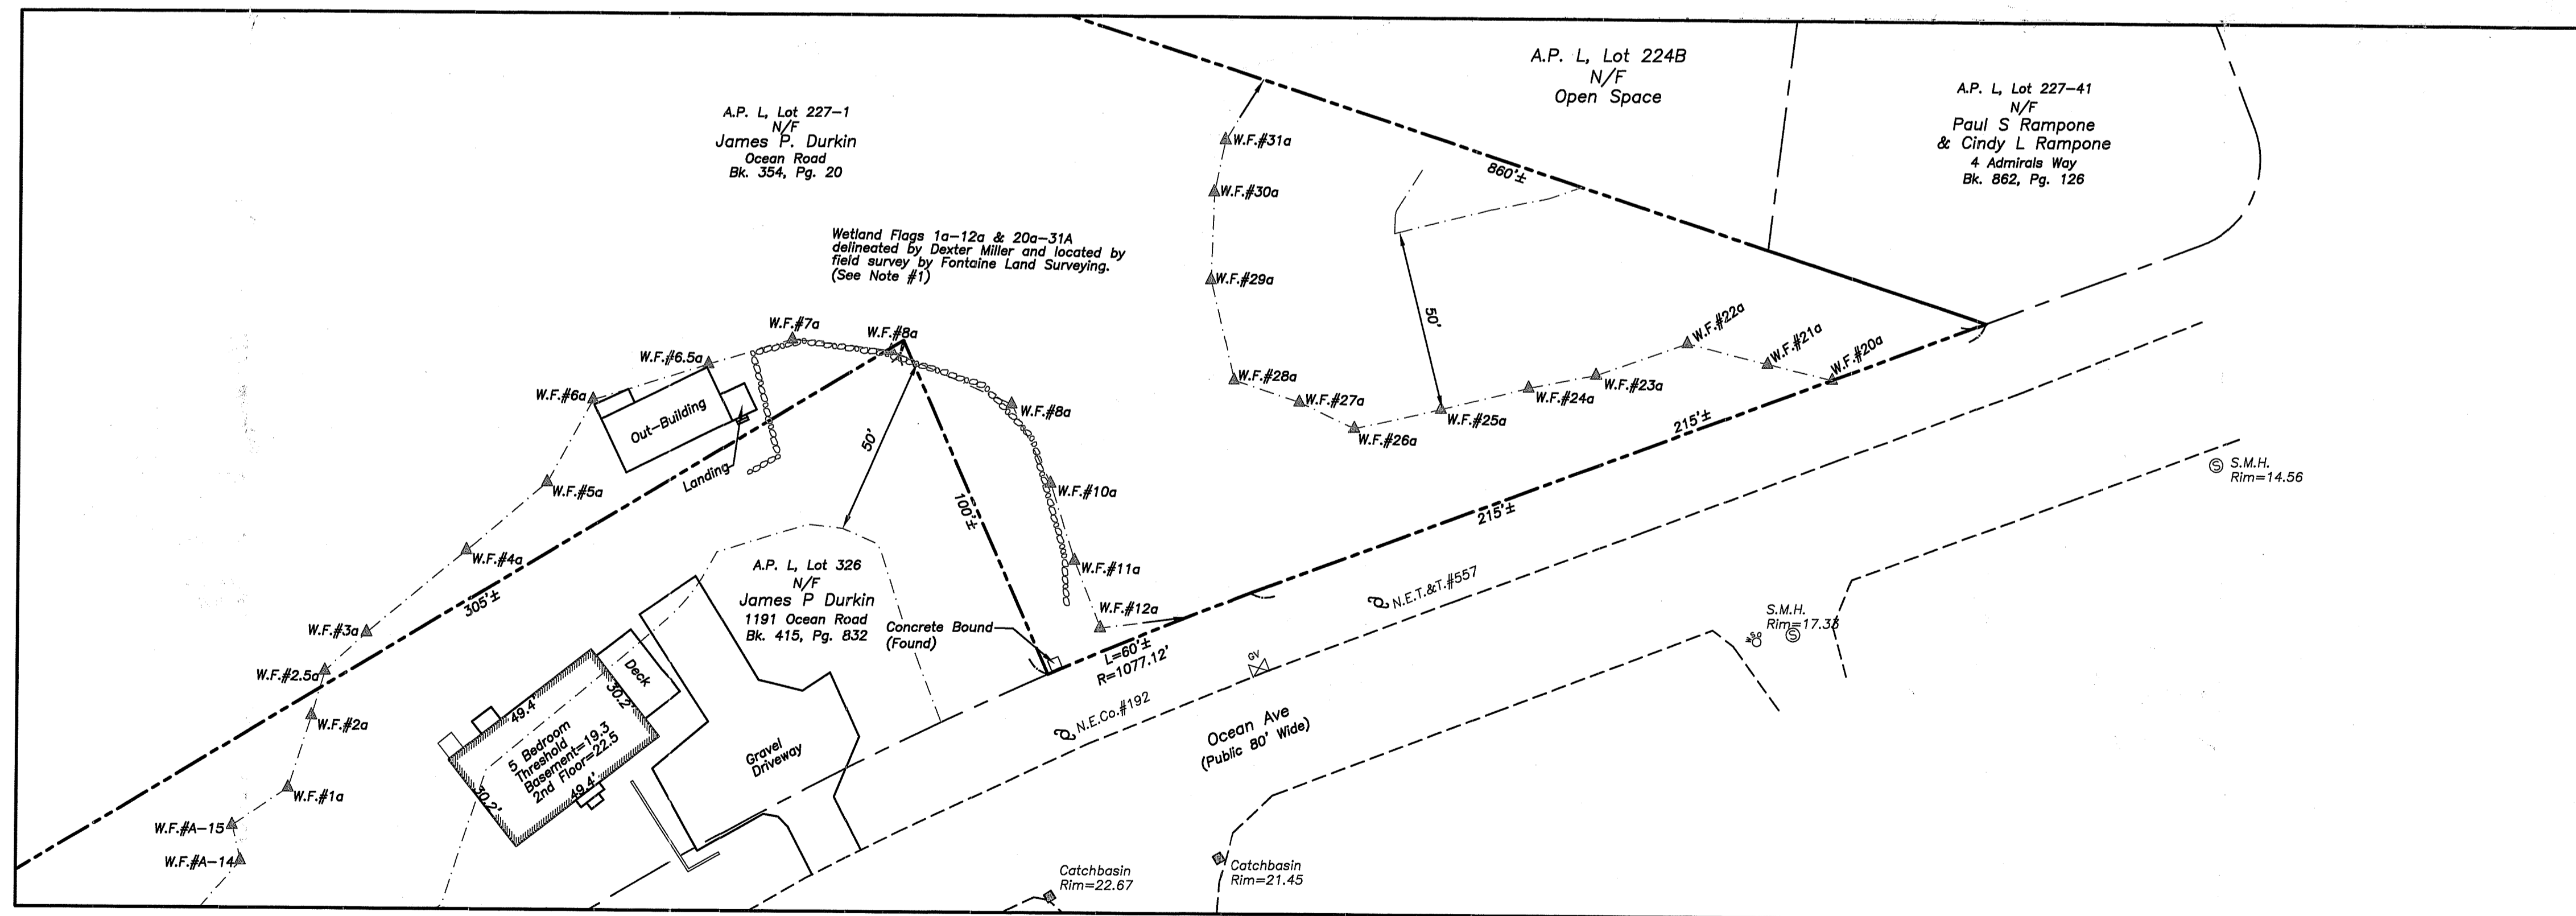 A.P. L, Lot 227-1
N/F
James P. Durkin
Ocean Road
Bk. 354, Pg. 20
A.P. L, Lot 224B
N/F
Open Space
A.P. L, Lot 227-41
N/F
Paul S Rampone
& Cindy L Rampone
4 Admirals Way
Bk. 862, Pg. 126
Wetland Flags 1a-12a & 20a-31A
delineated by Dexter Miller and located by
field survey by Fontaine Land Surveying.
(See Note #1)
W.F.#31a
W.F.#30a
W.F.#29a
W.F.#28a
W.F.#27a
W.F.#26a
W.F.#25a
W.F.#24a
W.F.#23a
W.F.#22a
W.F.#21a
W.F.#20a
860'±
50'
215'±
215'±
W.F.#7a
W.F.#8a
W.F.#6.5a
W.F.#6a
W.F.#8a
Out-Building
Landing
50'
100'±
W.F.#5a
W.F.#10a
W.F.#4a
W.F.#11a
W.F.#12a
305'±
W.F.#3a
W.F.#2.5a
W.F.#2a
W.F.#1a
W.F.#A-15
W.F.#A-14
A.P. L, Lot 326
N/F
James P Durkin
1191 Ocean Road
Bk. 415, Pg. 832
Concrete Bound
(Found)
L=60'±
R=1077.12'
Deck
49.4'
30.2'
5 Bedroom
Threshold
Basement=19.3
2nd Floor=22.5
49.4'
30.2'
Gravel
Driveway
N.E.Co.#192
GV
N.E.T.&T.#557
Ocean Ave
(Public 80' Wide)
S.M.H.
Rim=14.56
S
S.M.H.
Rim=17.38
S
WSO
Catchbasin
Rim=22.67
Catchbasin
Rim=21.45